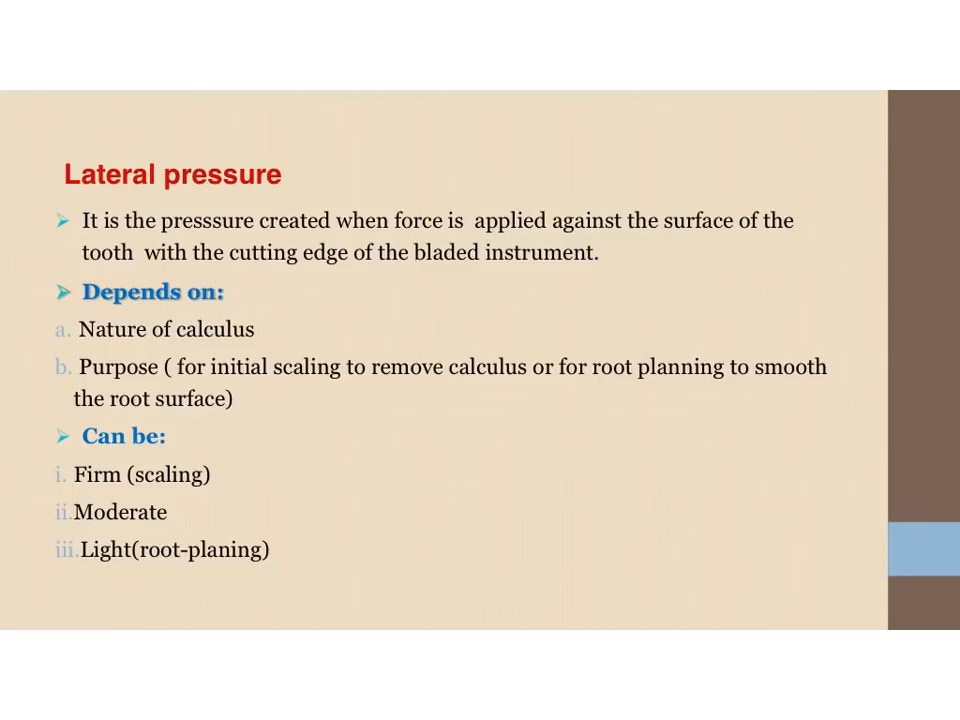 Lateral pressure
➢ It is the presssure created when force is applied against the surface of the
tooth with the cutting edge of the bladed instrument.
➢ Depends on:
a. Nature of calculus
b. Purpose ( for initial scaling to remove calculus or for root planning to smooth
the root surface)
➢ Can be:
i. Firm (scaling)
ii.Moderate
iii.Light(root-planing)